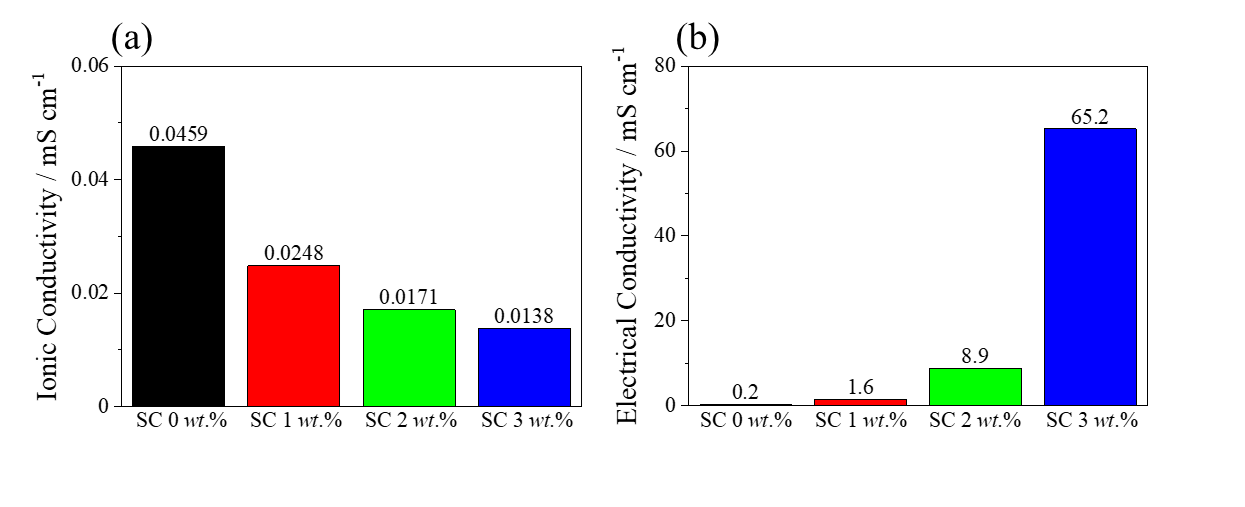 (a)
Ionic Conductivity / mS cm⁻¹
0.06
0.04
0.02
0
0.0459
0.0248
0.0171
0.0138
SC 0 wt.% SC 1 wt.% SC 2 wt.% SC 3 wt.%
(b)
Electrical Conductivity / mS cm⁻¹
80
60
40
20
0
0.2
1.6
8.9
65.2
SC 0 wt.% SC 1 wt.% SC 2 wt.% SC 3 wt.%